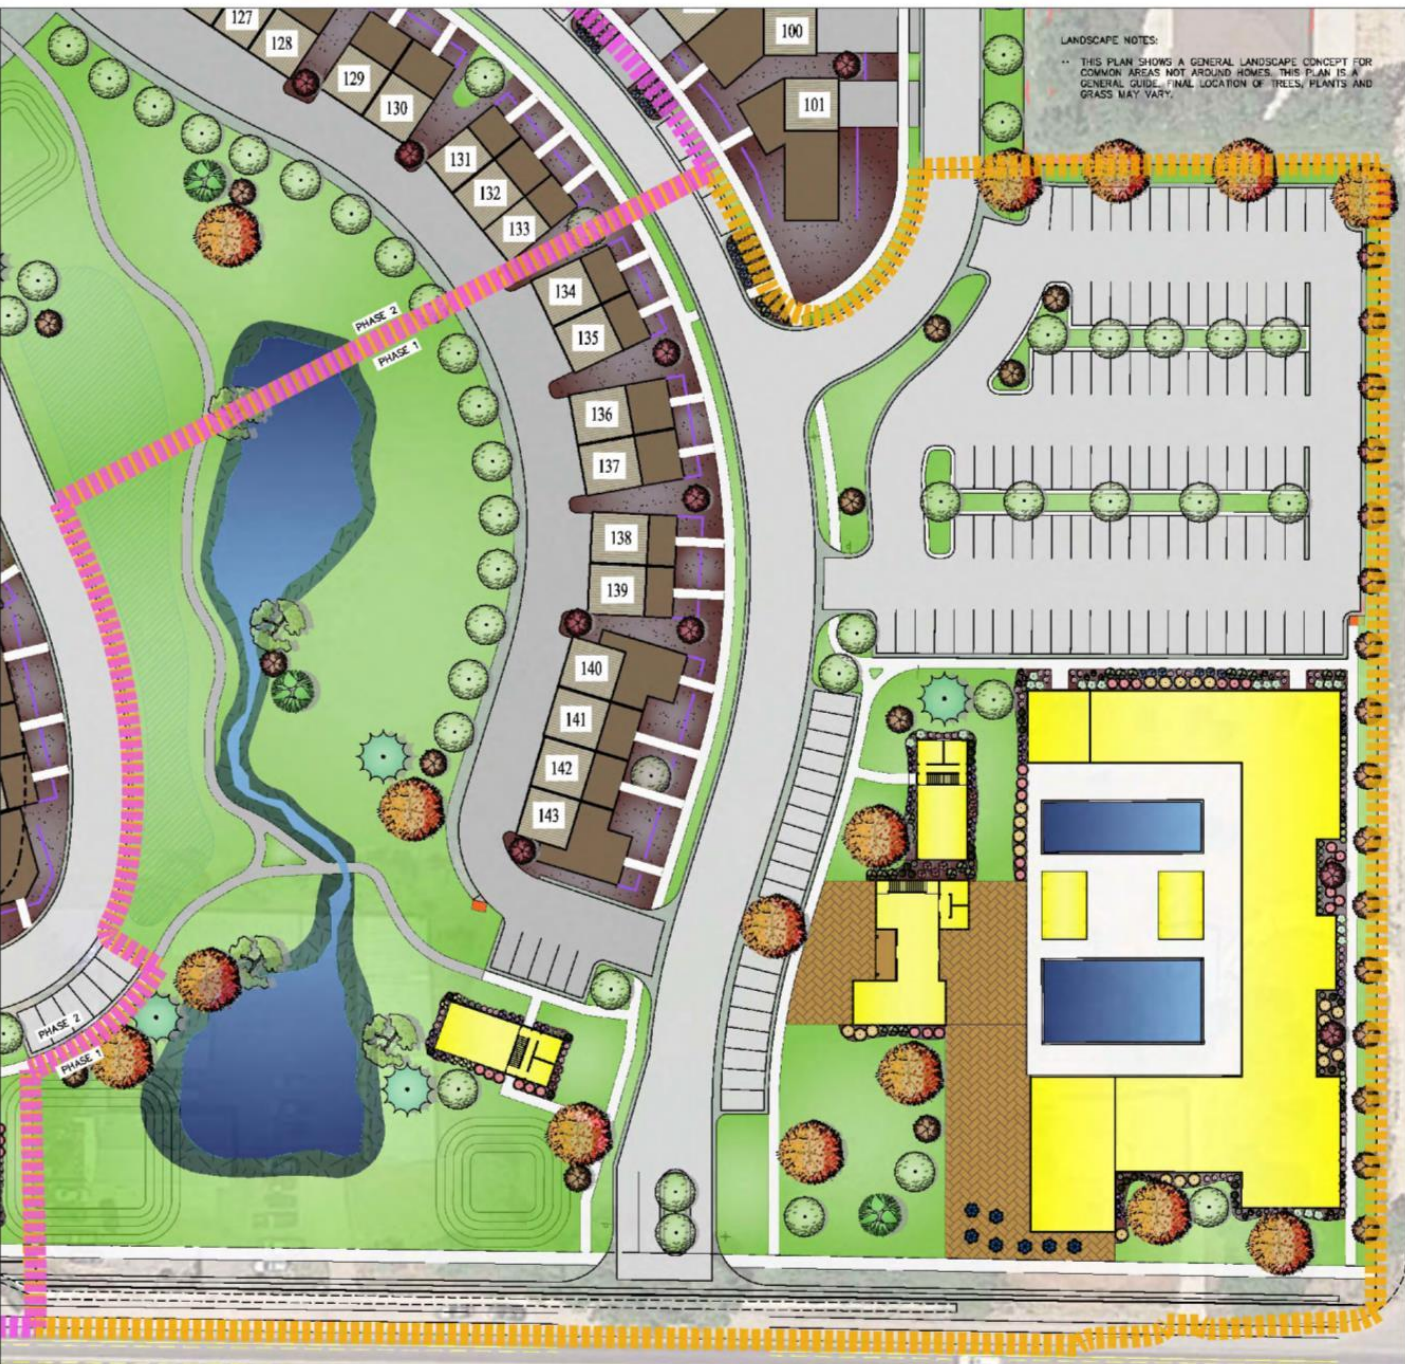 127
128
129
130
131
132
133
100
101
LANDSCAPE NOTES:
·· THIS PLAN SHOWS A GENERAL LANDSCAPE CONCEPT FOR
COMMON AREAS NOT AROUND HOMES. THIS PLAN IS A
GENERAL GUIDE. FINAL LOCATION OF TREES, PLANTS AND
GRASS MAY VARY.
134
135
PHASE 2
PHASE 1
136
137
138
139
140
141
142
143
PHASE 2
PHASE 1